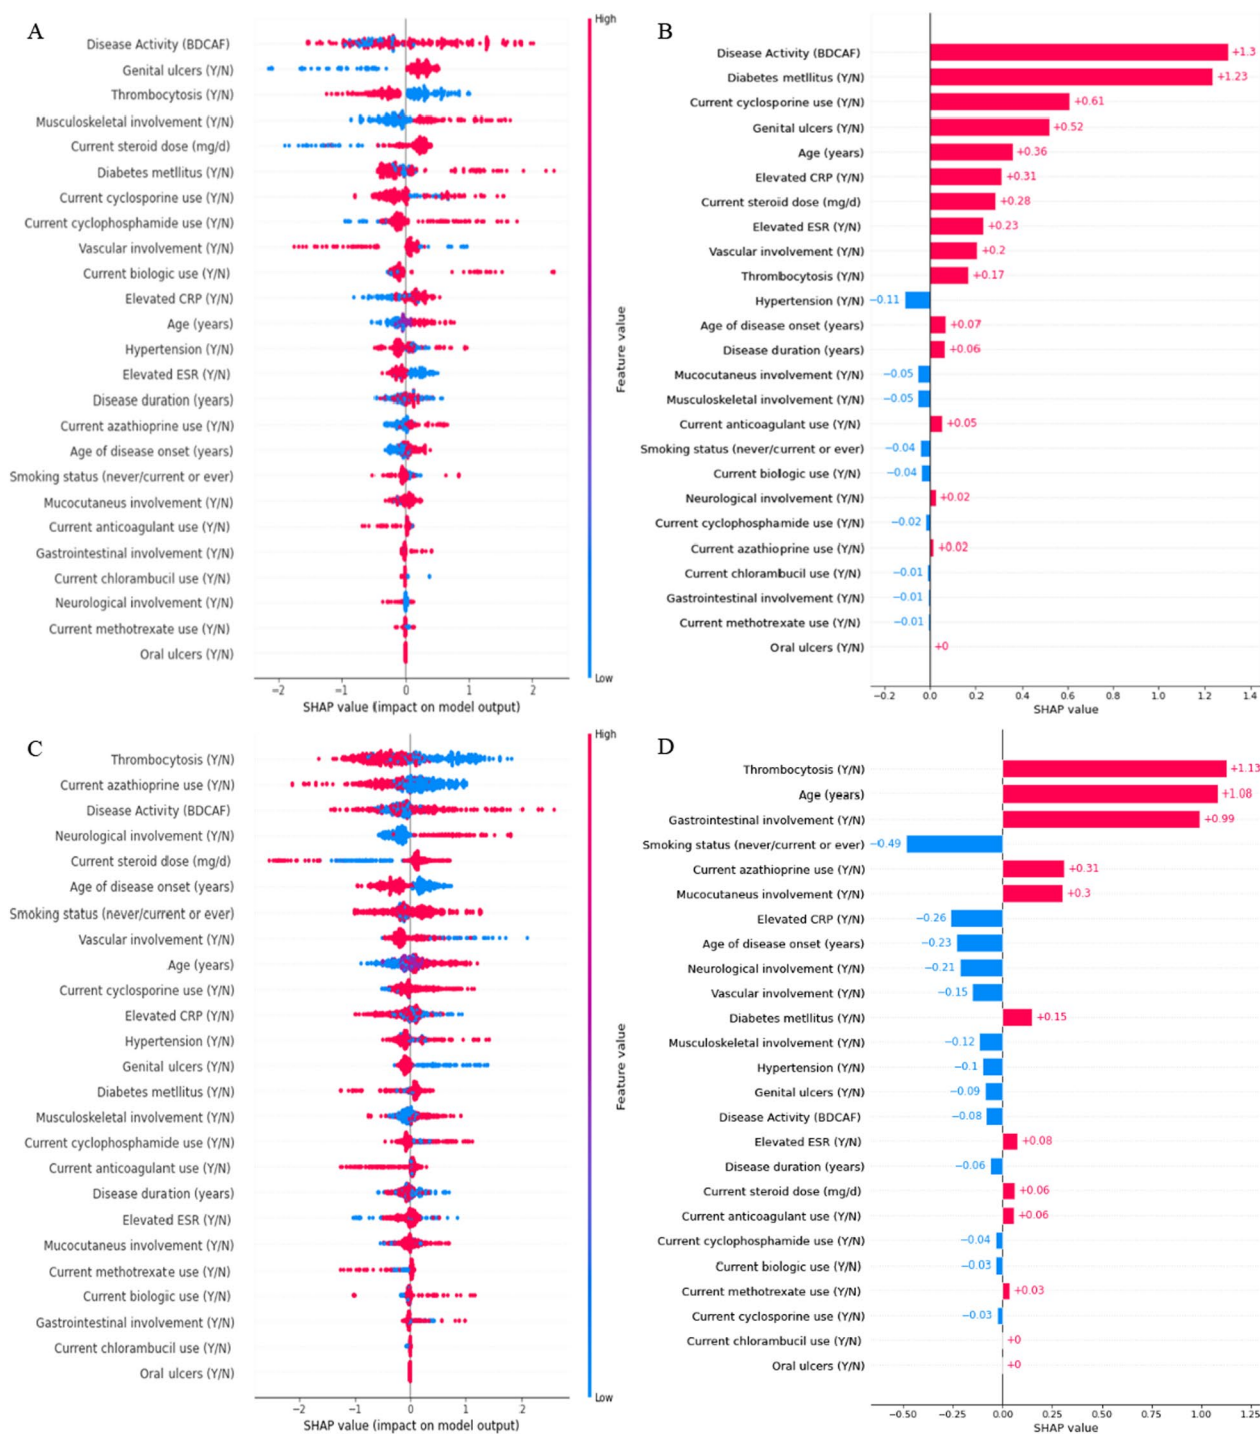 A
High
Disease Activity (BDCAF)
Genital ulcers (Y/N)
Thrombocytosis (Y/N)
Musculoskeletal involvement (Y/N)
Current steroid dose (mg/d)
Diabetes metllitus (Y/N)
Current cyclosporine use (Y/N)
Current cyclophosphamide use (Y/N)
Vascular involvement (Y/N)
Current biologic use (Y/N)
Elevated CRP (Y/N)
Age (years)
Hypertension (Y/N)
Elevated ESR (Y/N)
Disease duration (years)
Current azathioprine use (Y/N)
Age of disease onset (years)
Smoking status (never/current or ever)
Mucocutaneus involvement (Y/N)
Current anticoagulant use (Y/N)
Gastrointestinal involvement (Y/N)
Current chlorambucil use (Y/N)
Neurological involvement (Y/N)
Current methotrexate use (Y/N)
Oral ulcers (Y/N)
Feature value
Low
−2 −1 0 1 2
SHAP value (impact on model output)
B
Disease Activity (BDCAF) +1.3
Diabetes metllitus (Y/N) +1.23
Current cyclosporine use (Y/N) +0.61
Genital ulcers (Y/N) +0.52
Age (years) +0.36
Elevated CRP (Y/N) +0.31
Current steroid dose (mg/d) +0.28
Elevated ESR (Y/N) +0.23
Vascular involvement (Y/N) +0.2
Thrombocytosis (Y/N) +0.17
Hypertension (Y/N) −0.11
Age of disease onset (years) +0.07
Disease duration (years) +0.06
Mucocutaneus involvement (Y/N) −0.05
Musculoskeletal involvement (Y/N) −0.05
Current anticoagulant use (Y/N) +0.05
Smoking status (never/current or ever) −0.04
Current biologic use (Y/N) −0.04
Neurological involvement (Y/N) +0.02
Current cyclophosphamide use (Y/N) −0.02
Current azathioprine use (Y/N) +0.02
Current chlorambucil use (Y/N) −0.01
Gastrointestinal involvement (Y/N) −0.01
Current methotrexate use (Y/N) −0.01
Oral ulcers (Y/N) +0
−0.2 0.0 0.2 0.4 0.6 0.8 1.0 1.2 1.4
SHAP value
C
High
Thrombocytosis (Y/N)
Current azathioprine use (Y/N)
Disease Activity (BDCAF)
Neurological involvement (Y/N)
Current steroid dose (mg/d)
Age of disease onset (years)
Smoking status (never/current or ever)
Vascular involvement (Y/N)
Age (years)
Current cyclosporine use (Y/N)
Elevated CRP (Y/N)
Hypertension (Y/N)
Genital ulcers (Y/N)
Diabetes metllitus (Y/N)
Musculoskeletal involvement (Y/N)
Current cyclophosphamide use (Y/N)
Current anticoagulant use (Y/N)
Disease duration (years)
Elevated ESR (Y/N)
Mucocutaneus involvement (Y/N)
Current methotrexate use (Y/N)
Current biologic use (Y/N)
Gastrointestinal involvement (Y/N)
Current chlorambucil use (Y/N)
Oral ulcers (Y/N)
Feature value
Low
−2 −1 0 1 2
SHAP value (impact on model output)
D
Thrombocytosis (Y/N) +1.13
Age (years) +1.08
Gastrointestinal involvement (Y/N) +0.99
Smoking status (never/current or ever) −0.49
Current azathioprine use (Y/N) +0.31
Mucocutaneus involvement (Y/N) +0.3
Elevated CRP (Y/N) −0.26
Age of disease onset (years) −0.23
Neurological involvement (Y/N) −0.21
Vascular involvement (Y/N) −0.15
Diabetes metllitus (Y/N) +0.15
Musculoskeletal involvement (Y/N) −0.12
Hypertension (Y/N) −0.1
Genital ulcers (Y/N) −0.09
Disease Activity (BDCAF) −0.08
Elevated ESR (Y/N) +0.08
Disease duration (years) −0.06
Current steroid dose (mg/d) +0.06
Current anticoagulant use (Y/N) +0.06
Current cyclophosphamide use (Y/N) −0.04
Current biologic use (Y/N) −0.03
Current methotrexate use (Y/N) +0.03
Current cyclosporine use (Y/N) −0.03
Current chlorambucil use (Y/N) +0
Oral ulcers (Y/N) +0
−0.50 −0.25 0.00 0.25 0.50 0.75 1.00 1.25
SHAP value